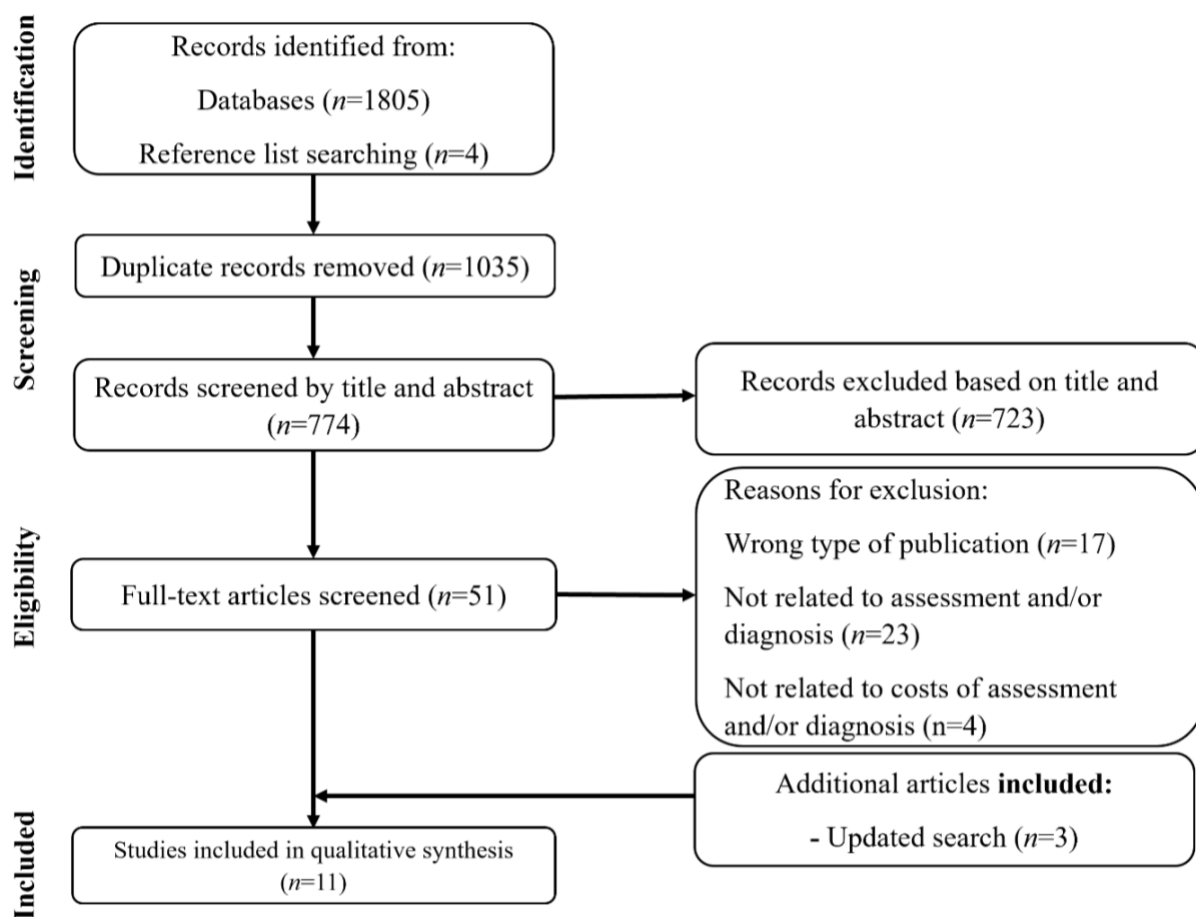 Identification
Records identified from:
Databases (n=1805)
Reference list searching (n=4)
Screening
Duplicate records removed (n=1035)
Records screened by title and abstract
(n=774)
Records excluded based on title and
abstract (n=723)
Eligibility
Full-text articles screened (n=51)
Reasons for exclusion:
Wrong type of publication (n=17)
Not related to assessment and/or
diagnosis (n=23)
Not related to costs of assessment
and/or diagnosis (n=4)
Additional articles included:
- Updated search (n=3)
Included
Studies included in qualitative synthesis
(n=11)